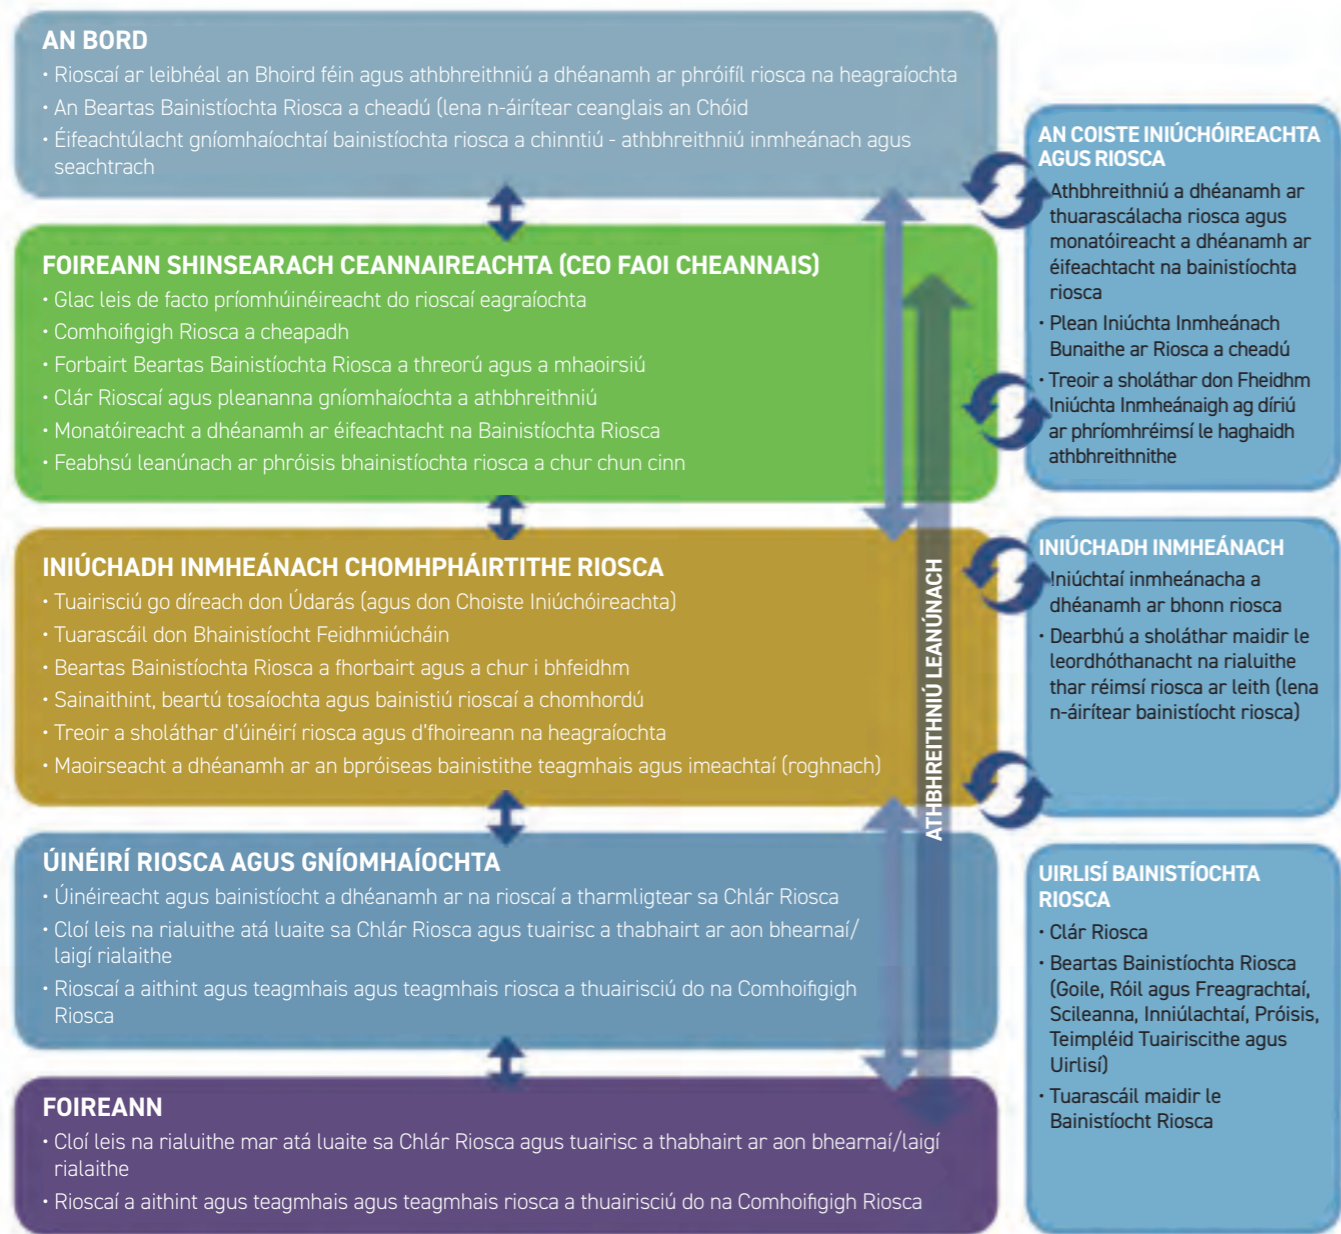 AN BORD
• Rioscaí ar leibhéal an Bhoird féin agus athbhreithniú a dhéanamh ar phróifíl riosca na heagraíochta
• An Beartas Bainistíochta Riosca a cheadú (lena n-áirítear ceanglais an Chóid
• Éifeachtúlacht gníomhaíochtaí bainistíochta riosca a chinntiú - athbhreithniú inmheánach agus
seachtrach
FOIREANN SHINSEARACH CEANNAIREACHTA (CEO FAOI CHEANNAIS)
• Glac leis de facto príomhúinéireacht do rioscaí eagraíochta
• Comhoifigigh Riosca a cheapadh
• Forbairt Beartas Bainistíochta Riosca a threorú agus a mhaoirsiú
• Clár Rioscaí agus pleananna gníomhaíochta a athbhreithniú
• Monatóireacht a dhéanamh ar éifeachtacht na Bainistíochta Riosca
• Feabhsú leanúnach ar phróisis bhainistíochta riosca a chur chun cinn
INIÚCHADH INMHEÁNACH CHOMHPHÁIRTITHE RIOSCA
• Tuairisciú go díreach don Údarás (agus don Choiste Iniúchóireachta)
• Tuarascáil don Bhainistíocht Feidhmiúcháin
• Beartas Bainistíochta Riosca a fhorbairt agus a chur i bhfeidhm
• Sainaithint, beartú tosaíochta agus bainistiú rioscaí a chomhordú
• Treoir a sholáthar d'úinéirí riosca agus d'fhoireann na heagraíochta
• Maoirseacht a dhéanamh ar an bpróiseas bainistithe teagmhais agus imeachtaí (roghnach)
ÚINÉIRÍ RIOSCA AGUS GNÍOMHAÍOCHTA
• Úinéireacht agus bainistíocht a dhéanamh ar na rioscaí a tharmligtear sa Chlár Riosca
• Cloí leis na rialuithe atá luaite sa Chlár Riosca agus tuairisc a thabhairt ar aon bhearnaí/
laigí rialaithe
• Rioscaí a aithint agus teagmhais agus teagmhais riosca a thuairisciú do na Comhoifigigh
Riosca
FOIREANN
• Cloí leis na rialuithe mar atá luaite sa Chlár Riosca agus tuairisc a thabhairt ar aon bhearnaí/laigí
rialaithe
• Rioscaí a aithint agus teagmhais agus teagmhais riosca a thuairisciú do na Comhoifigigh Riosca
ATHBHREITHNIÚ LEANÚNACH
AN COISTE INIÚCHÓIREACHTA
AGUS RIOSCA
Athbhreithniú a dhéanamh ar
thuarascálacha riosca agus
monatóireacht a dhéanamh ar
éifeachtacht na bainistíochta
riosca
• Plean Iniúchta Inmheánach
Bunaithe ar Riosca a cheadú
• Treoir a sholáthar don Fheidhm
Iniúchta Inmheánaigh ag díriú
ar phríomhréimsí le haghaidh
athbhreithnithe
INIÚCHADH INMHEÁNACH
Iniúchtaí inmheánacha a
dhéanamh ar bhonn riosca
• Dearbhú a sholáthar maidir le
leordhóthanacht na rialuithe
thar réimsí riosca ar leith (lena
n-áirítear bainistíocht riosca)
UIRLISÍ BAINISTÍOCHTA
RIOSCA
• Clár Riosca
• Beartas Bainistíochta Riosca
(Goile, Róil agus Freagrachtaí,
Scileanna, Inniúlachtaí, Próisis,
Teimpléid Tuairiscithe agus
Uirlisí)
• Tuarascáil maidir le
Bainistíocht Riosca